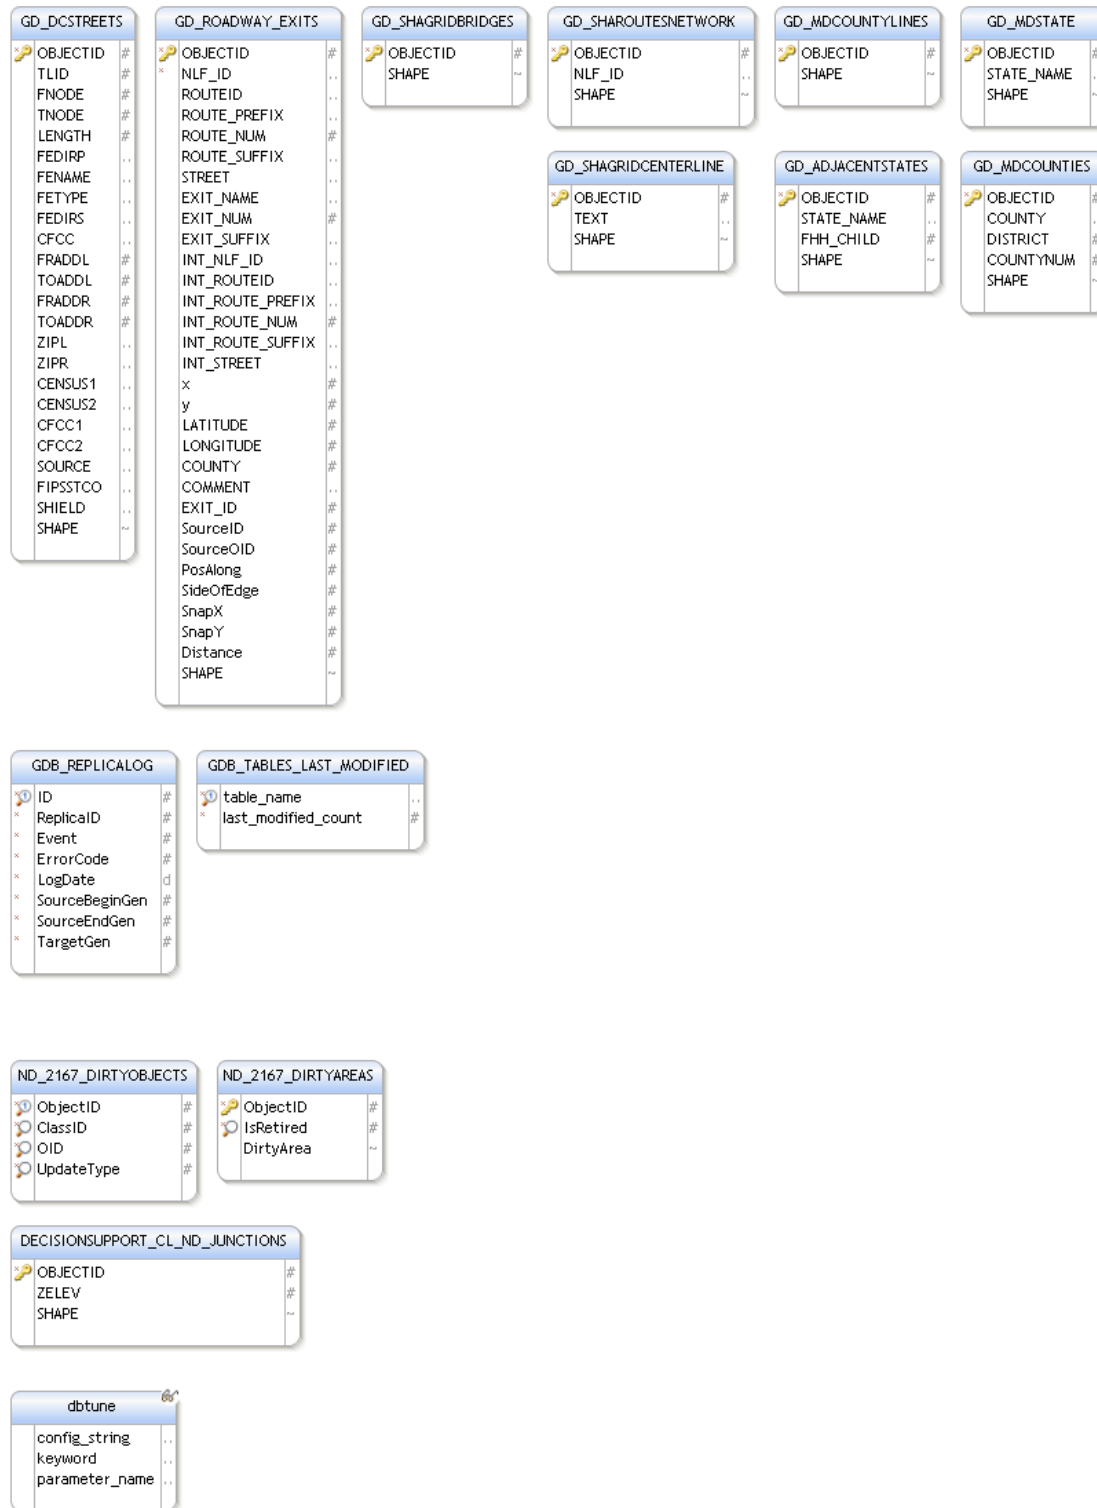 GD_DCSTREETS
OBJECTID #
TLID #
FNODE #
TNODE #
LENGTH #
FEDIRP ..
FENAME ..
FETYPE ..
FEDIRS ..
CFCC ..
FRADDL #
TOADDL #
FRADDR #
TOADDR #
ZIPL ..
ZIPR ..
CENSUS1 ..
CENSUS2 ..
CFCC1 ..
CFCC2 ..
SOURCE ..
FIPSSTCO ..
SHIELD ..
SHAPE ~
GD_ROADWAY_EXITS
OBJECTID #
NLF_ID ..
ROUTEID ..
ROUTE_PREFIX ..
ROUTE_NUM #
ROUTE_SUFFIX ..
STREET ..
EXIT_NAME ..
EXIT_NUM #
EXIT_SUFFIX ..
INT_NLF_ID ..
INT_ROUTEID ..
INT_ROUTE_PREFIX ..
INT_ROUTE_NUM #
INT_ROUTE_SUFFIX ..
INT_STREET ..
x #
y #
LATITUDE #
LONGITUDE #
COUNTY #
COMMENT ..
EXIT_ID #
SourceID #
SourceOID #
PosAlong #
SideOfEdge #
SnapX #
SnapY #
Distance #
SHAPE ~
GD_SHAGRIDBRIDGES
OBJECTID #
SHAPE ~
GD_SHAROUTESNETWORK
OBJECTID #
NLF_ID ..
SHAPE ~
GD_MDCOUNTYLINES
OBJECTID #
SHAPE ~
GD_MDSTATE
OBJECTID #
STATE_NAME ..
SHAPE ~
GD_SHAGRIDCENTERLINE
OBJECTID #
TEXT ..
SHAPE ~
GD_ADJACENTSTATES
OBJECTID #
STATE_NAME ..
FHH_CHILD #
SHAPE ~
GD_MDCOUNTIES
OBJECTID #
COUNTY ..
DISTRICT #
COUNTYNUM #
SHAPE ~
GDB_REPLICALOG
ID #
ReplicaID #
Event #
ErrorCode #
LogDate d
SourceBeginGen #
SourceEndGen #
TargetGen #
GDB_TABLES_LAST_MODIFIED
table_name ..
last_modified_count #
ND_2167_DIRTYOBJECTS
ObjectID #
ClassID #
OID #
UpdateType #
ND_2167_DIRTYAREAS
ObjectID #
IsRetired #
DirtyArea ~
DECISIONSUPPORT_CL_ND_JUNCTIONS
OBJECTID #
ZELEV #
SHAPE ~
dbtune
config_string ..
keyword ..
parameter_name ..